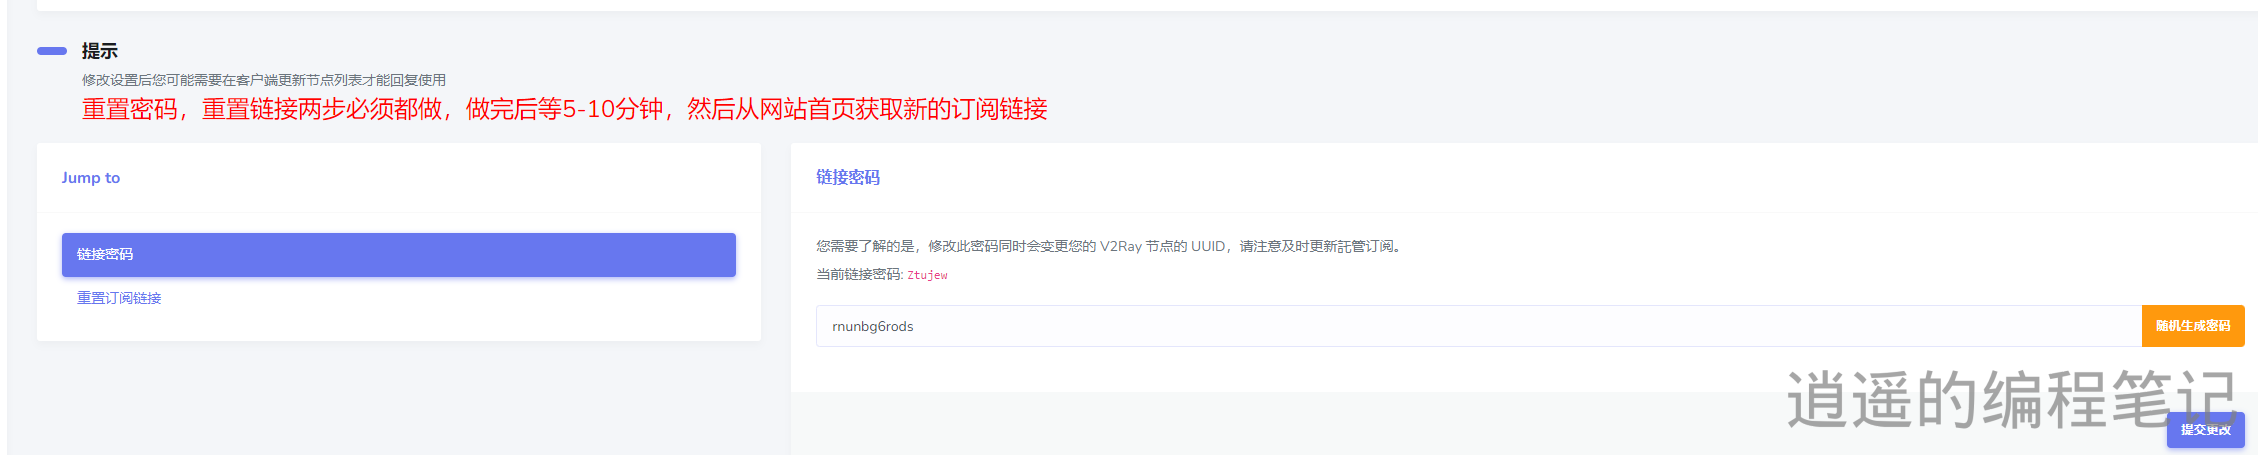 提示
修改设置后您可能需要在客户端更新节点列表才能回复使用
重置密码，重置链接两步必须都做，做完后等5-10分钟，然后从网站首页获取新的订阅链接
Jump to
链接密码
重置订阅链接
链接密码
您需要了解的是，修改此密码同时会变更您的 V2Ray 节点的 UUID，请注意及时更新託管订阅。
当前链接密码: Ztujew
rnunbg6rods
随机生成密码
逍遥的编程笔记
提交更改